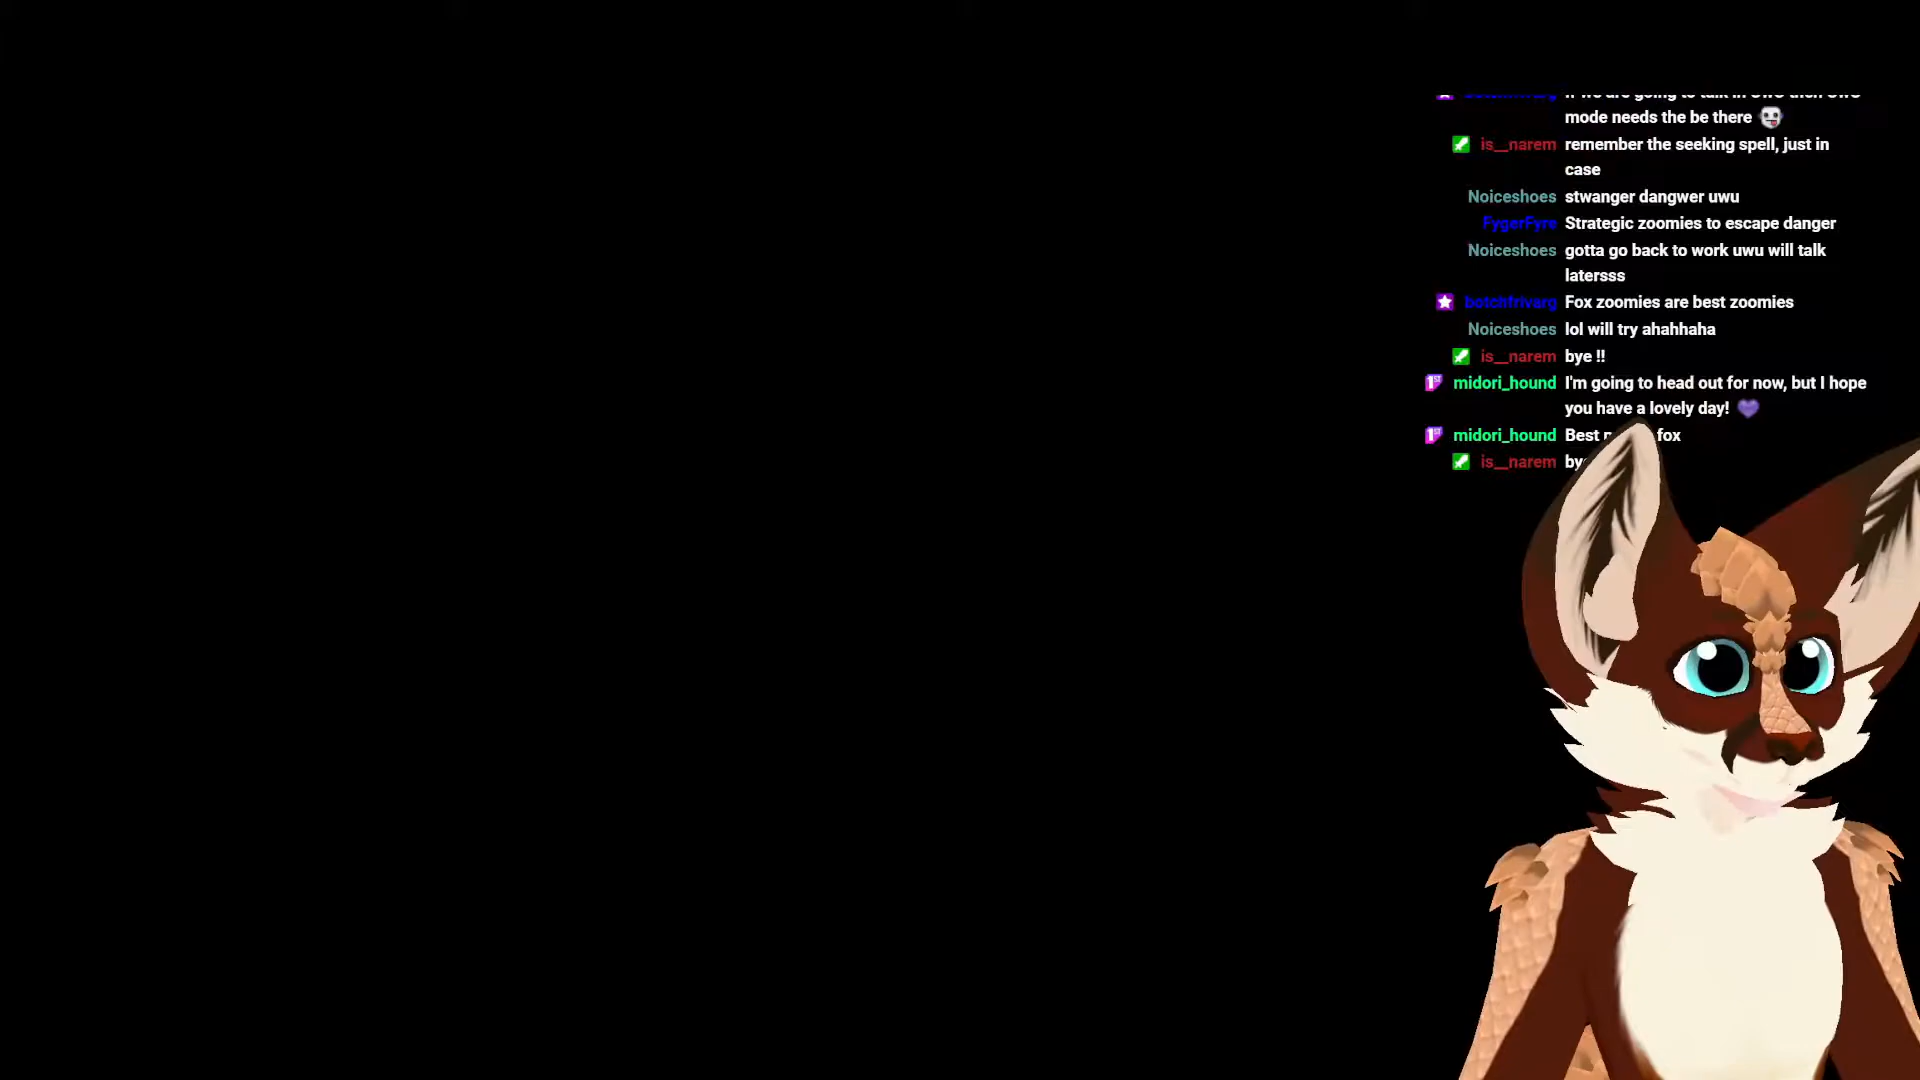 mode needs the be there
is__narem remember the seeking spell, just in
case
Noiceshoes stwanger dangwer uwu
FygerFyre Strategic zoomies to escape danger
Noiceshoes gotta go back to work uwu will talk
latersss
botchfrivarg Fox zoomies are best zoomies
Noiceshoes lol will try ahahhaha
is__narem bye !!
midori_hound I'm going to head out for now, but I hope
you have a lovely day!
midori_hound Best fox
is__narem